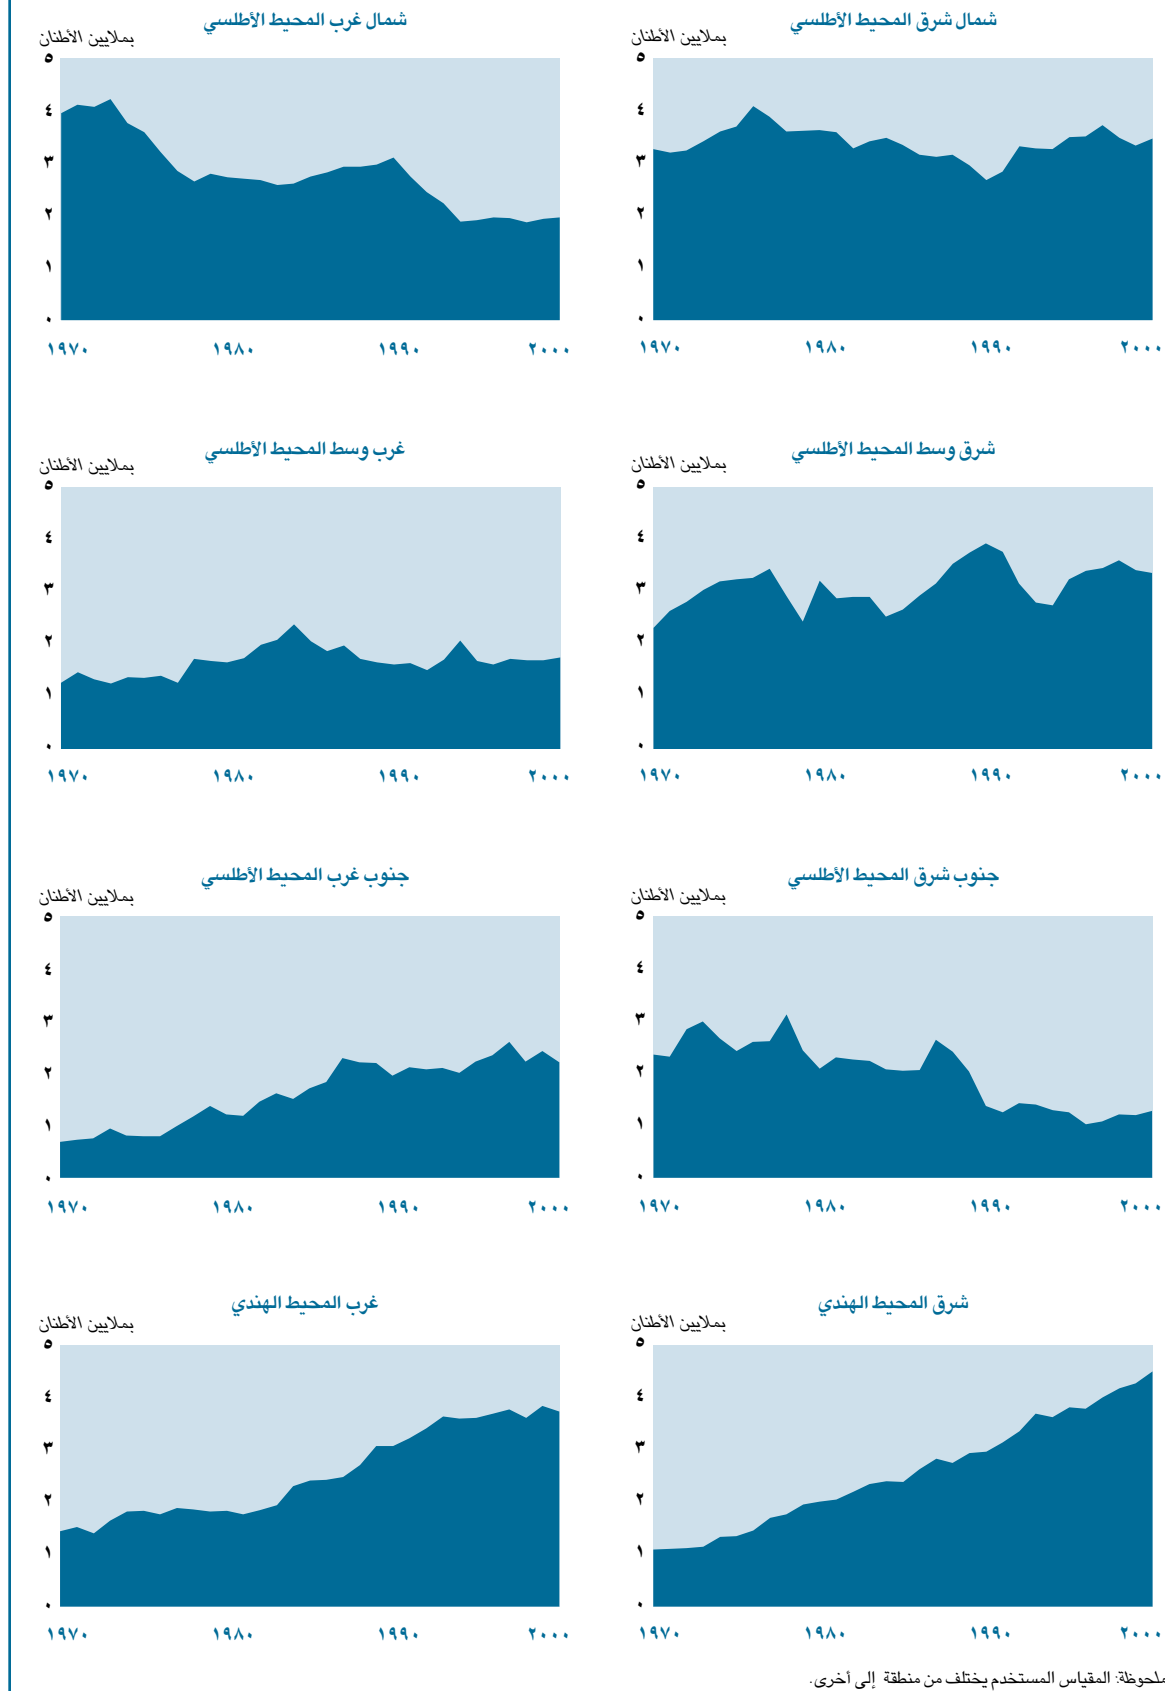 شمال شرق المحيط الأطلسي
بملايين الأطنان
٥
٤
٣
٢
١
٠
١٩٧٠ ١٩٨٠ ١٩٩٠ ٢٠٠٠
شمال غرب المحيط الأطلسي
بملايين الأطنان
٥
٤
٣
٢
١
٠
١٩٧٠ ١٩٨٠ ١٩٩٠ ٢٠٠٠
شرق وسط المحيط الأطلسي
بملايين الأطنان
٥
٤
٣
٢
١
٠
١٩٧٠ ١٩٨٠ ١٩٩٠ ٢٠٠٠
غرب وسط المحيط الأطلسي
بملايين الأطنان
٥
٤
٣
٢
١
٠
١٩٧٠ ١٩٨٠ ١٩٩٠ ٢٠٠٠
جنوب شرق المحيط الأطلسي
بملايين الأطنان
٥
٤
٣
٢
١
٠
١٩٧٠ ١٩٨٠ ١٩٩٠ ٢٠٠٠
جنوب غرب المحيط الأطلسي
بملايين الأطنان
٥
٤
٣
٢
١
٠
١٩٧٠ ١٩٨٠ ١٩٩٠ ٢٠٠٠
شرق المحيط الهندي
بملايين الأطنان
٥
٤
٣
٢
١
٠
١٩٧٠ ١٩٨٠ ١٩٩٠ ٢٠٠٠
غرب المحيط الهندي
بملايين الأطنان
٥
٤
٣
٢
١
٠
١٩٧٠ ١٩٨٠ ١٩٩٠ ٢٠٠٠
ملحوظة: المقياس المستخدم يختلف من منطقة إلى أخرى.